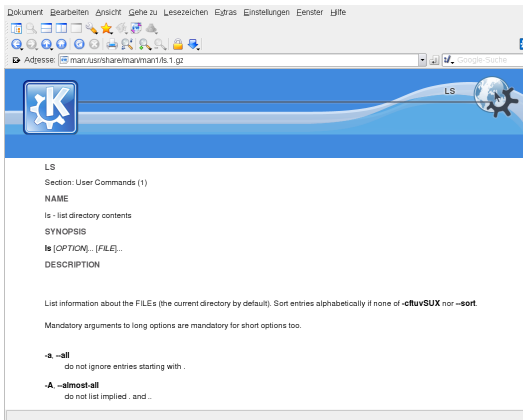 Dokument Bearbeiten Ansicht Gehe zu Lesezeichen Extras Einstellungen Fenster Hilfe
Adresse: man:/usr/share/man/man1/ls.1.gz
Google-Suche
LS
LS
Section: User Commands (1)
NAME
ls - list directory contents
SYNOPSIS
ls [OPTION]... [FILE]...
DESCRIPTION
List information about the FILEs (the current directory by default). Sort entries alphabetically if none of -cftuvSUX nor --sort.
Mandatory arguments to long options are mandatory for short options too.
-a, --all
do not ignore entries starting with .
-A, --almost-all
do not list implied . and ..